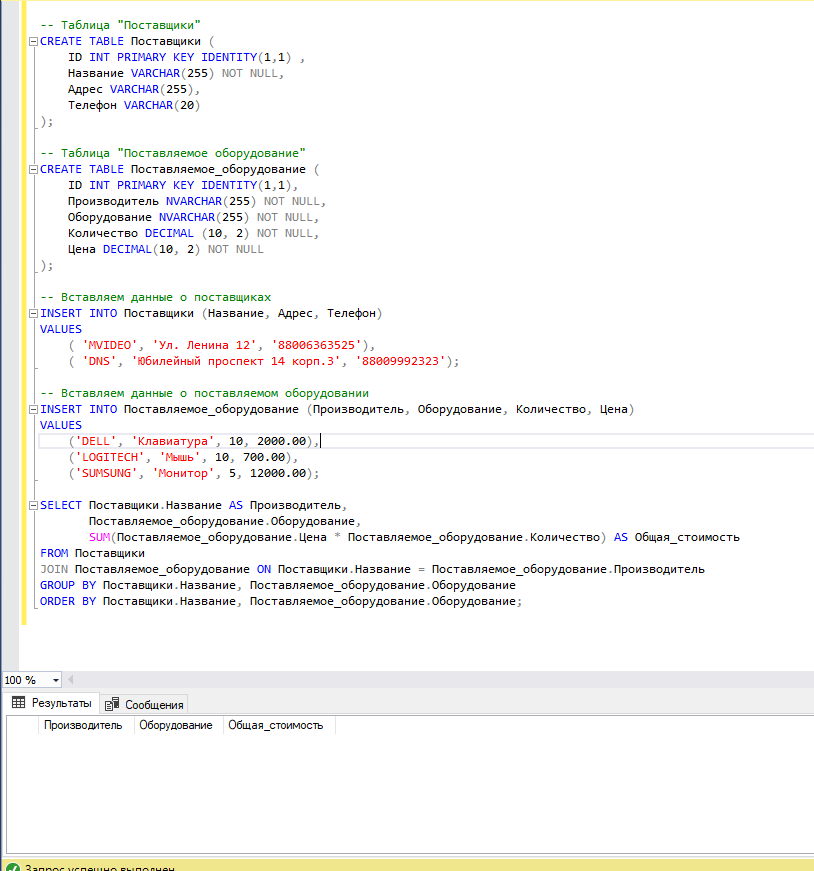 -- Таблица "Поставщики"
CREATE TABLE Поставщики (
ID INT PRIMARY KEY IDENTITY(1,1) ,
Название VARCHAR(255) NOT NULL,
Адрес VARCHAR(255),
Телефон VARCHAR(20)
);
-- Таблица "Поставляемое оборудование"
CREATE TABLE Поставляемое_оборудование (
ID INT PRIMARY KEY IDENTITY(1,1),
Производитель NVARCHAR(255) NOT NULL,
Оборудование NVARCHAR(255) NOT NULL,
Количество DECIMAL (10, 2) NOT NULL,
Цена DECIMAL(10, 2) NOT NULL
);
-- Вставляем данные о поставщиках
INSERT INTO Поставщики (Название, Адрес, Телефон)
VALUES
( 'MVIDEO', 'Ул. Ленина 12', '88006363525'),
( 'DNS', 'Юбилейный проспект 14 корп.3', '88009992323');
-- Вставляем данные о поставляемом оборудовании
INSERT INTO Поставляемое_оборудование (Производитель, Оборудование, Количество, Цена)
VALUES
('DELL', 'Клавиатура', 10, 2000.00),
('LOGITECH', 'Мышь', 10, 700.00),
('SUMSUNG', 'Монитор', 5, 12000.00);
SELECT Поставщики.Название AS Производитель,
Поставляемое_оборудование.Оборудование,
SUM(Поставляемое_оборудование.Цена * Поставляемое_оборудование.Количество) AS Общая_стоимость
FROM Поставщики
JOIN Поставляемое_оборудование ON Поставщики.Название = Поставляемое_оборудование.Производитель
GROUP BY Поставщики.Название, Поставляемое_оборудование.Оборудование
ORDER BY Поставщики.Название, Поставляемое_оборудование.Оборудование;
100 %
Результаты Сообщения
Производитель Оборудование Общая_стоимость
Запрос успешно выполнен